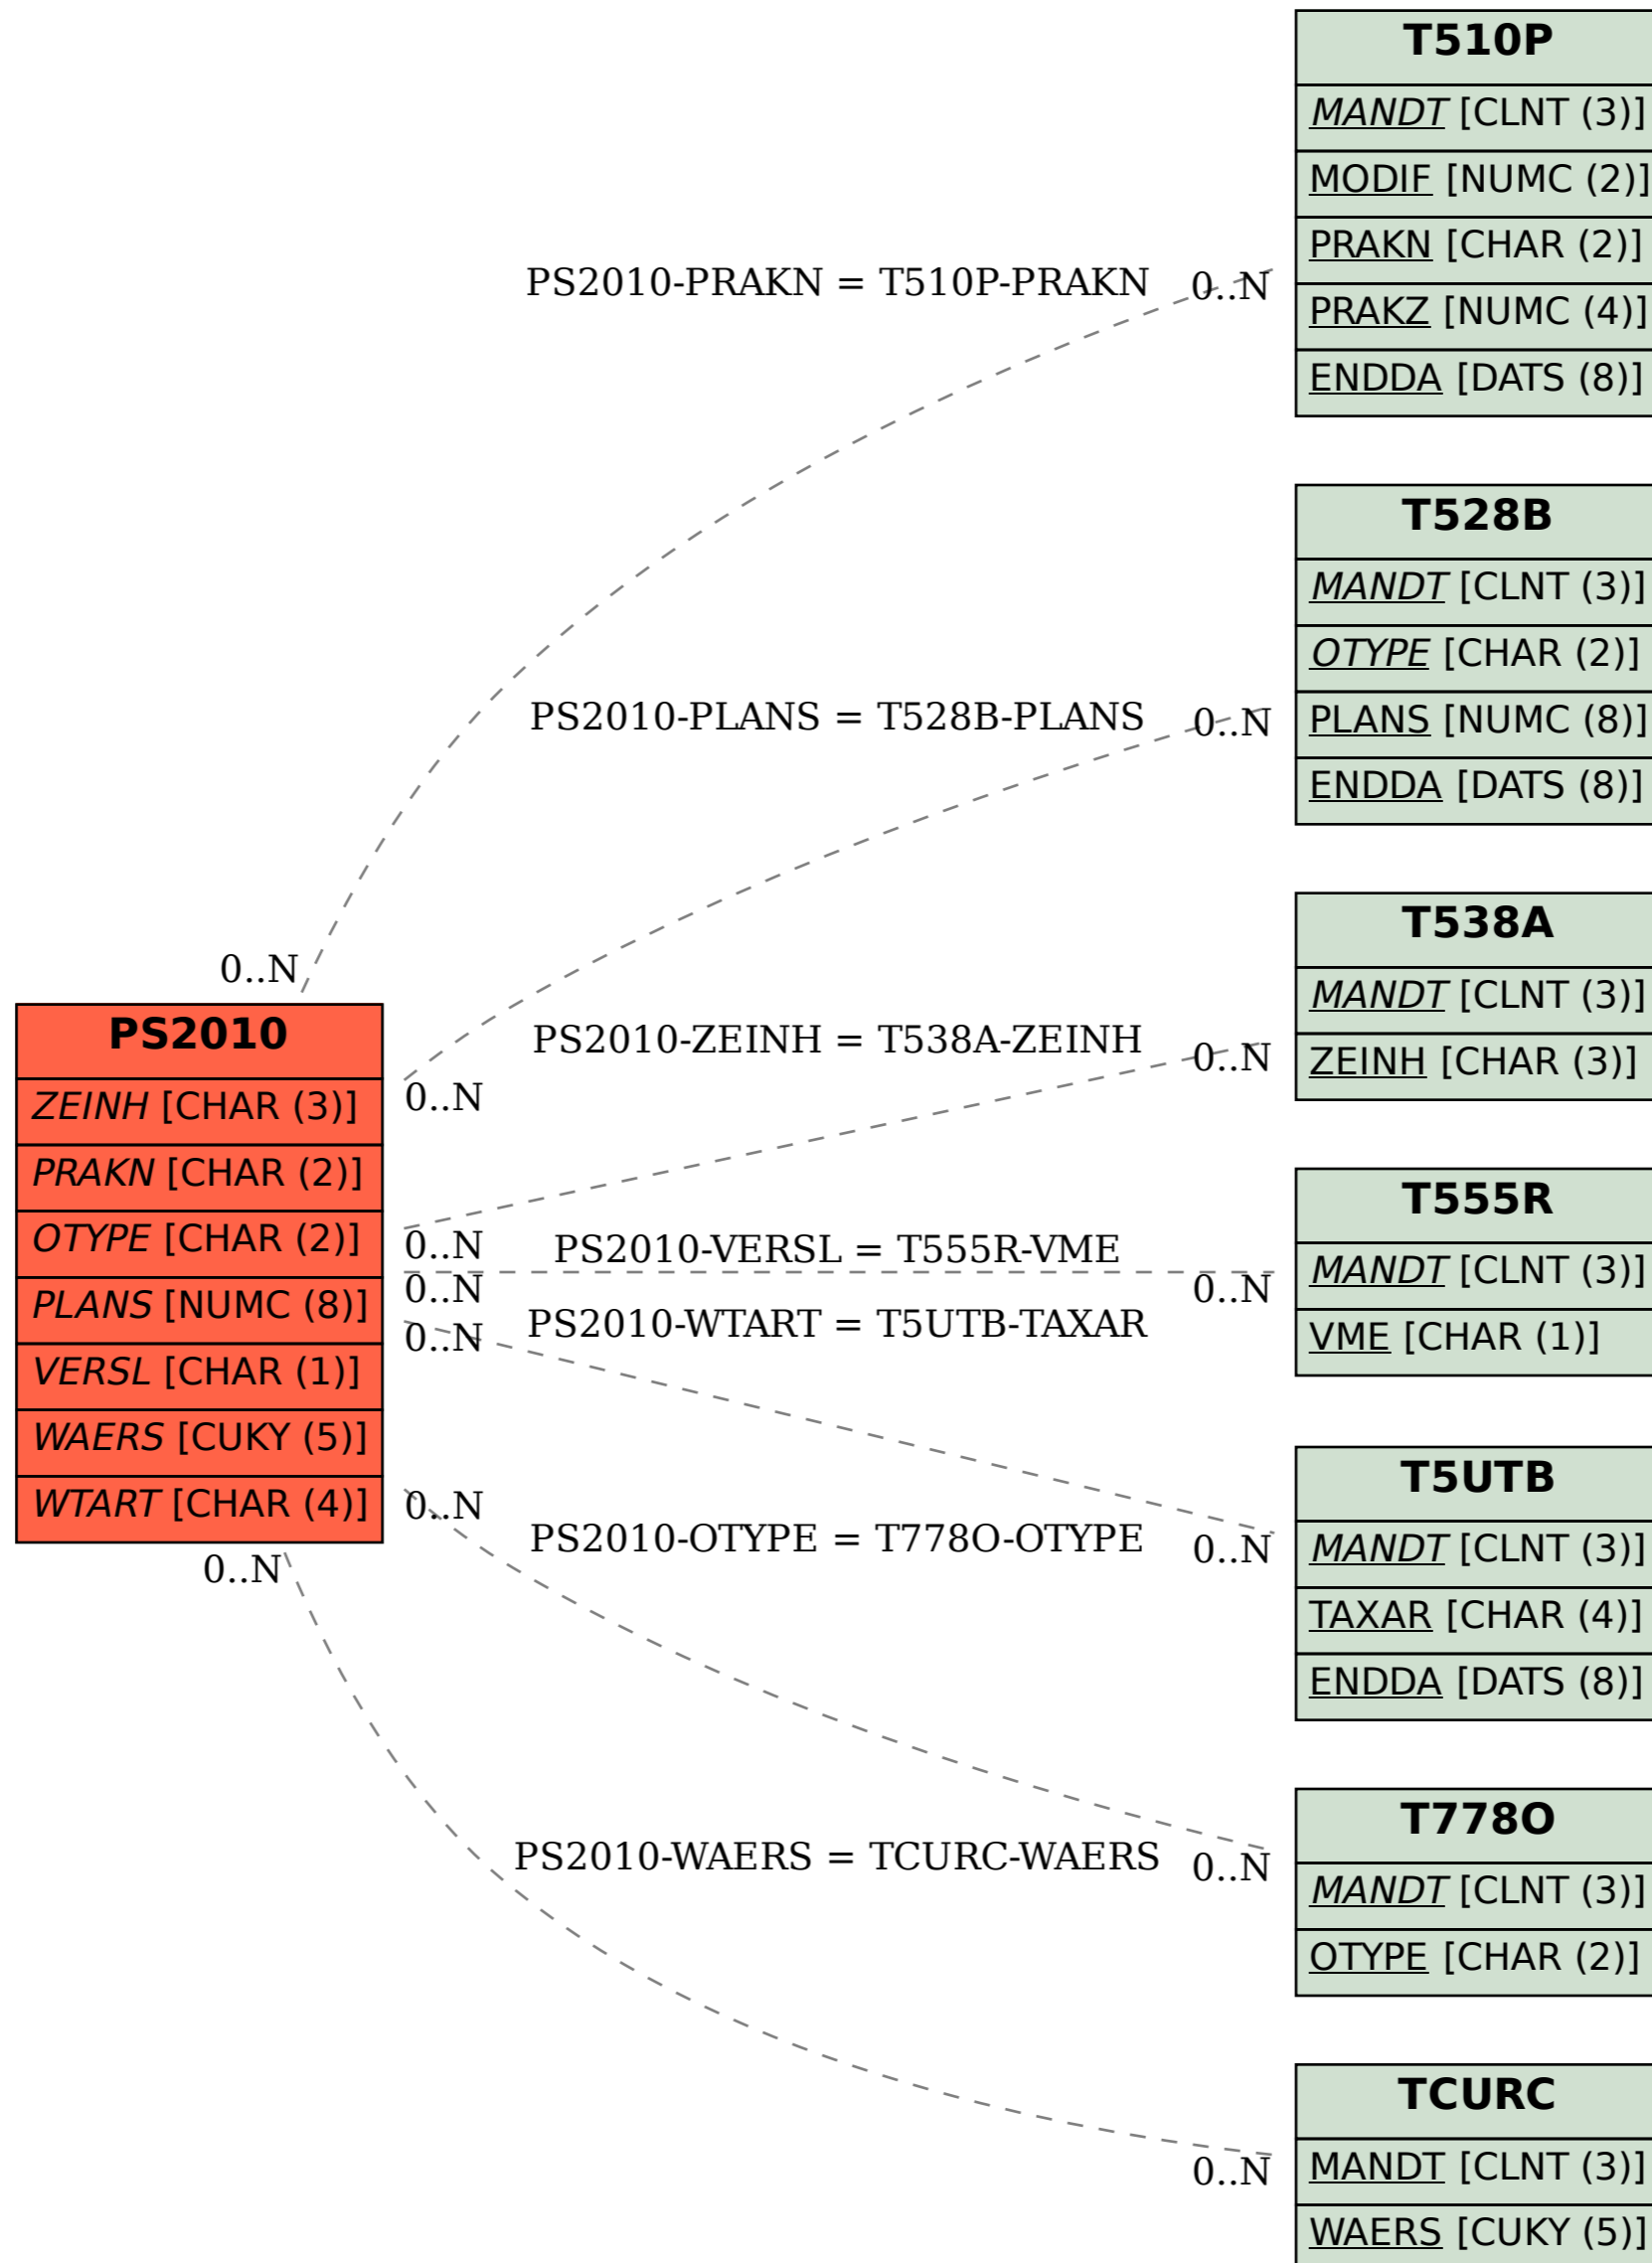 T510P
MANDT [CLNT (3)]
MODIF [NUMC (2)]
PRAKN [CHAR (2)]
PRAKZ [NUMC (4)]
ENDDA [DATS (8)]
PS2010-PRAKN = T510P-PRAKN
0..N
0..N
T528B
MANDT [CLNT (3)]
OTYPE [CHAR (2)]
PLANS [NUMC (8)]
ENDDA [DATS (8)]
PS2010-PLANS = T528B-PLANS
0..N
0..N
T538A
MANDT [CLNT (3)]
ZEINH [CHAR (3)]
PS2010-ZEINH = T538A-ZEINH
0..N
0..N
PS2010
ZEINH [CHAR (3)]
PRAKN [CHAR (2)]
OTYPE [CHAR (2)]
PLANS [NUMC (8)]
VERSL [CHAR (1)]
WAERS [CUKY (5)]
WTART [CHAR (4)]
T555R
MANDT [CLNT (3)]
VME [CHAR (1)]
PS2010-VERSL = T555R-VME
0..N
0..N
PS2010-WTART = T5UTB-TAXAR
0..N
0..N
T5UTB
MANDT [CLNT (3)]
TAXAR [CHAR (4)]
ENDDA [DATS (8)]
PS2010-OTYPE = T778O-OTYPE
0..N
0..N
T778O
MANDT [CLNT (3)]
OTYPE [CHAR (2)]
PS2010-WAERS = TCURC-WAERS
0..N
0..N
TCURC
MANDT [CLNT (3)]
WAERS [CUKY (5)]